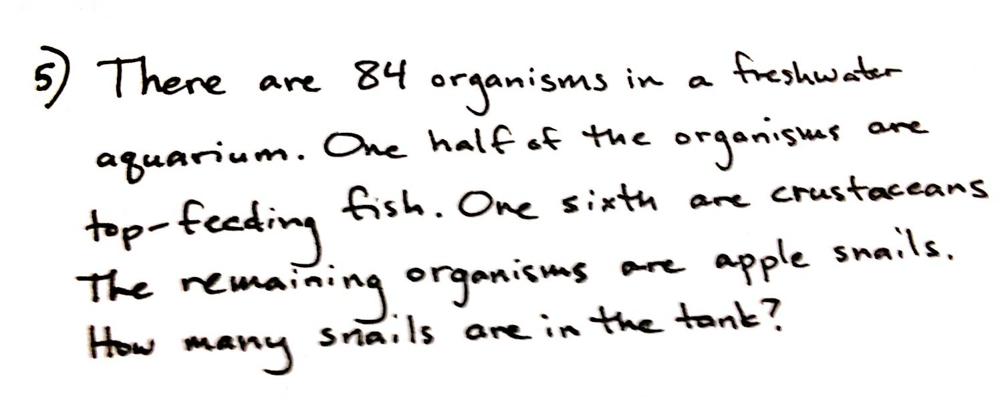 5) There are 84 organisms in a freshwater
aquarium. One half of the organisms are
top-feeding fish. One sixth are crustaceans
The remaining organisms are apple snails.
How many snails are in the tank?